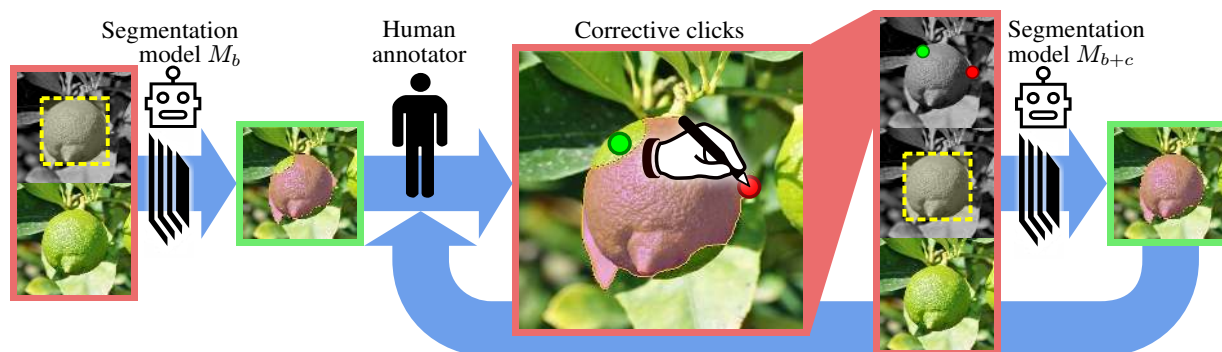 Segmentation
model M_b
Human
annotator
Corrective clicks
Segmentation
model M_{b+c}